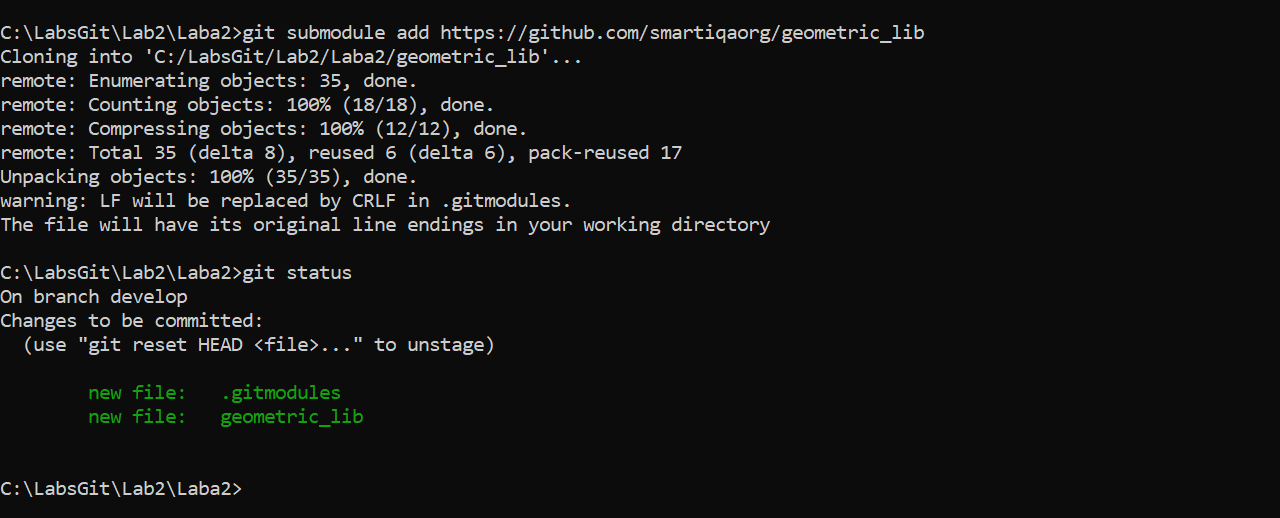 C:\LabsGit\Lab2\Laba2>git submodule add https://github.com/smartiqaorg/geometric_lib
Cloning into 'C:/LabsGit/Lab2/Laba2/geometric_lib'...
remote: Enumerating objects: 35, done.
remote: Counting objects: 100% (18/18), done.
remote: Compressing objects: 100% (12/12), done.
remote: Total 35 (delta 8), reused 6 (delta 6), pack-reused 17
Unpacking objects: 100% (35/35), done.
warning: LF will be replaced by CRLF in .gitmodules.
The file will have its original line endings in your working directory
C:\LabsGit\Lab2\Laba2>git status
On branch develop
Changes to be committed:
  (use "git reset HEAD <file>..." to unstage)
        new file:   .gitmodules
        new file:   geometric_lib
C:\LabsGit\Lab2\Laba2>